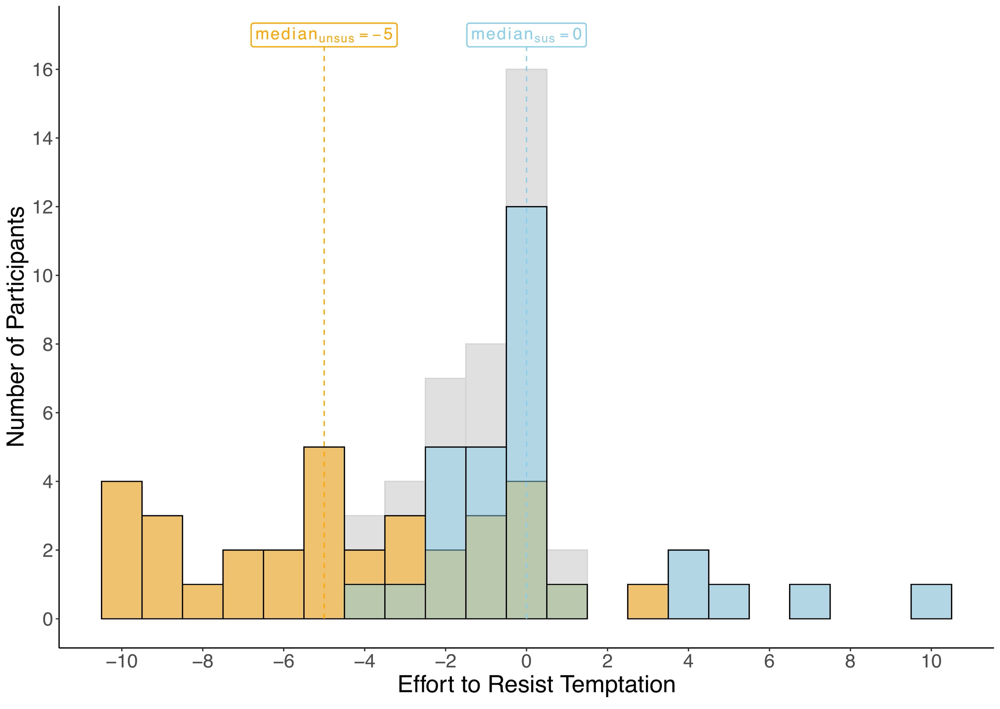 median_unsus = −5
median_sus = 0
16
14
12
10
8
6
4
2
0
Number of Participants
−10 −8 −6 −4 −2 0 2 4 6 8 10
Effort to Resist Temptation